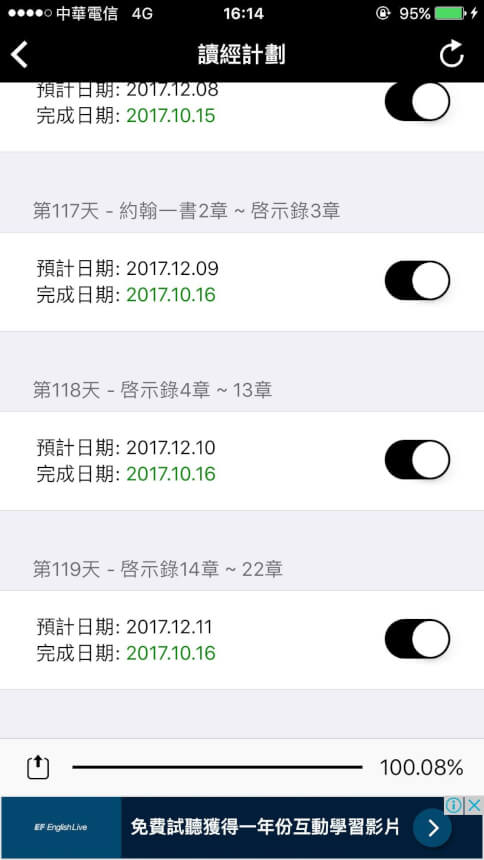 中華電信 4G 16:14 95%
讀經計劃
預計日期: 2017.12.08
完成日期: 2017.10.15
第117天 - 約翰一書2章 ~ 啓示錄3章
預計日期: 2017.12.09
完成日期: 2017.10.16
第118天 - 啓示錄4章 ~ 13章
預計日期: 2017.12.10
完成日期: 2017.10.16
第119天 - 啓示錄14章 ~ 22章
預計日期: 2017.12.11
完成日期: 2017.10.16
100.08%
EF English Live 免費試聽獲得一年份互動學習影片